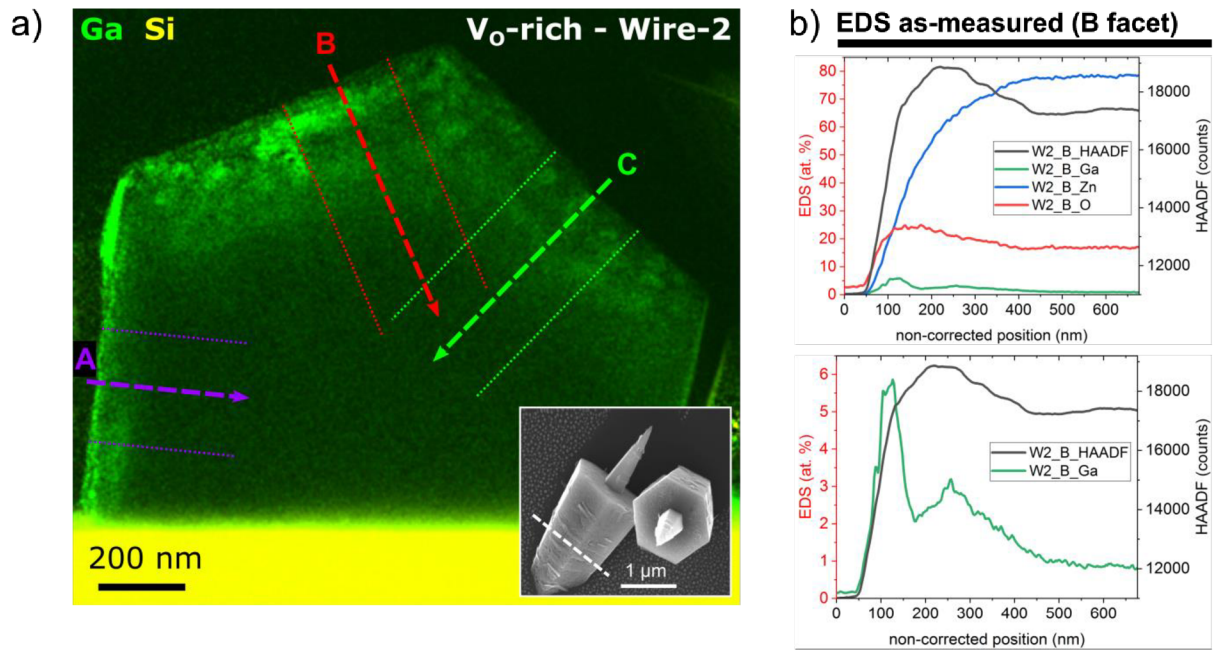 a)
Ga Si
V_O-rich - Wire-2
B
C
A
200 nm
1 µm
b) EDS as-measured (B facet)
80
70
60
50
40
30
20
10
0
EDS (at. %)
18000
16000
14000
12000
HAADF (counts)
W2_B_HAADF
W2_B_Ga
W2_B_Zn
W2_B_O
0 100 200 300 400 500 600
non-corrected position (nm)
6
5
4
3
2
1
0
EDS (at. %)
18000
16000
14000
12000
HAADF (counts)
W2_B_HAADF
W2_B_Ga
0 100 200 300 400 500 600
non-corrected position (nm)